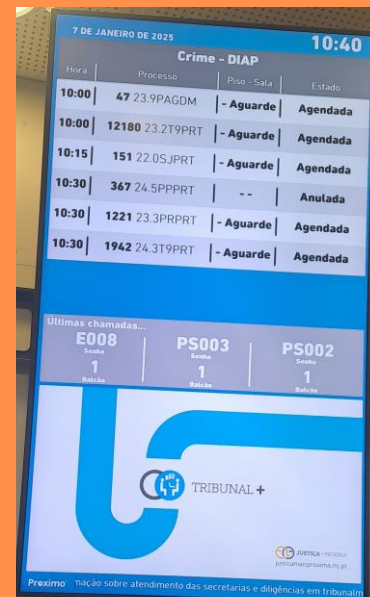 7 DE JANEIRO DE 2025 10:40
Crime - DIAP
Hora Processo Piso - Sala Estado
10:00 47 23.9PAGDM - Aguarde Agendada
10:00 12180 23.2T9PRT - Aguarde Agendada
10:15 151 22.0SJPRT - Aguarde Agendada
10:30 367 24.5PPPRT - - Anulada
10:30 1221 23.3PRPRT - Aguarde Agendada
10:30 1942 24.3T9PRT - Aguarde Agendada
Ultimas chamadas...
E008 PS003 PS002
Senha Senha Senha
1 1 1
Balcão Balcão Balcão
TRIBUNAL +
JUSTIÇA + PRÓXIMA
justicamaisproxima.mj.pt
Preximo mação sobre atendimento das secretarias e diligências em tribunalm